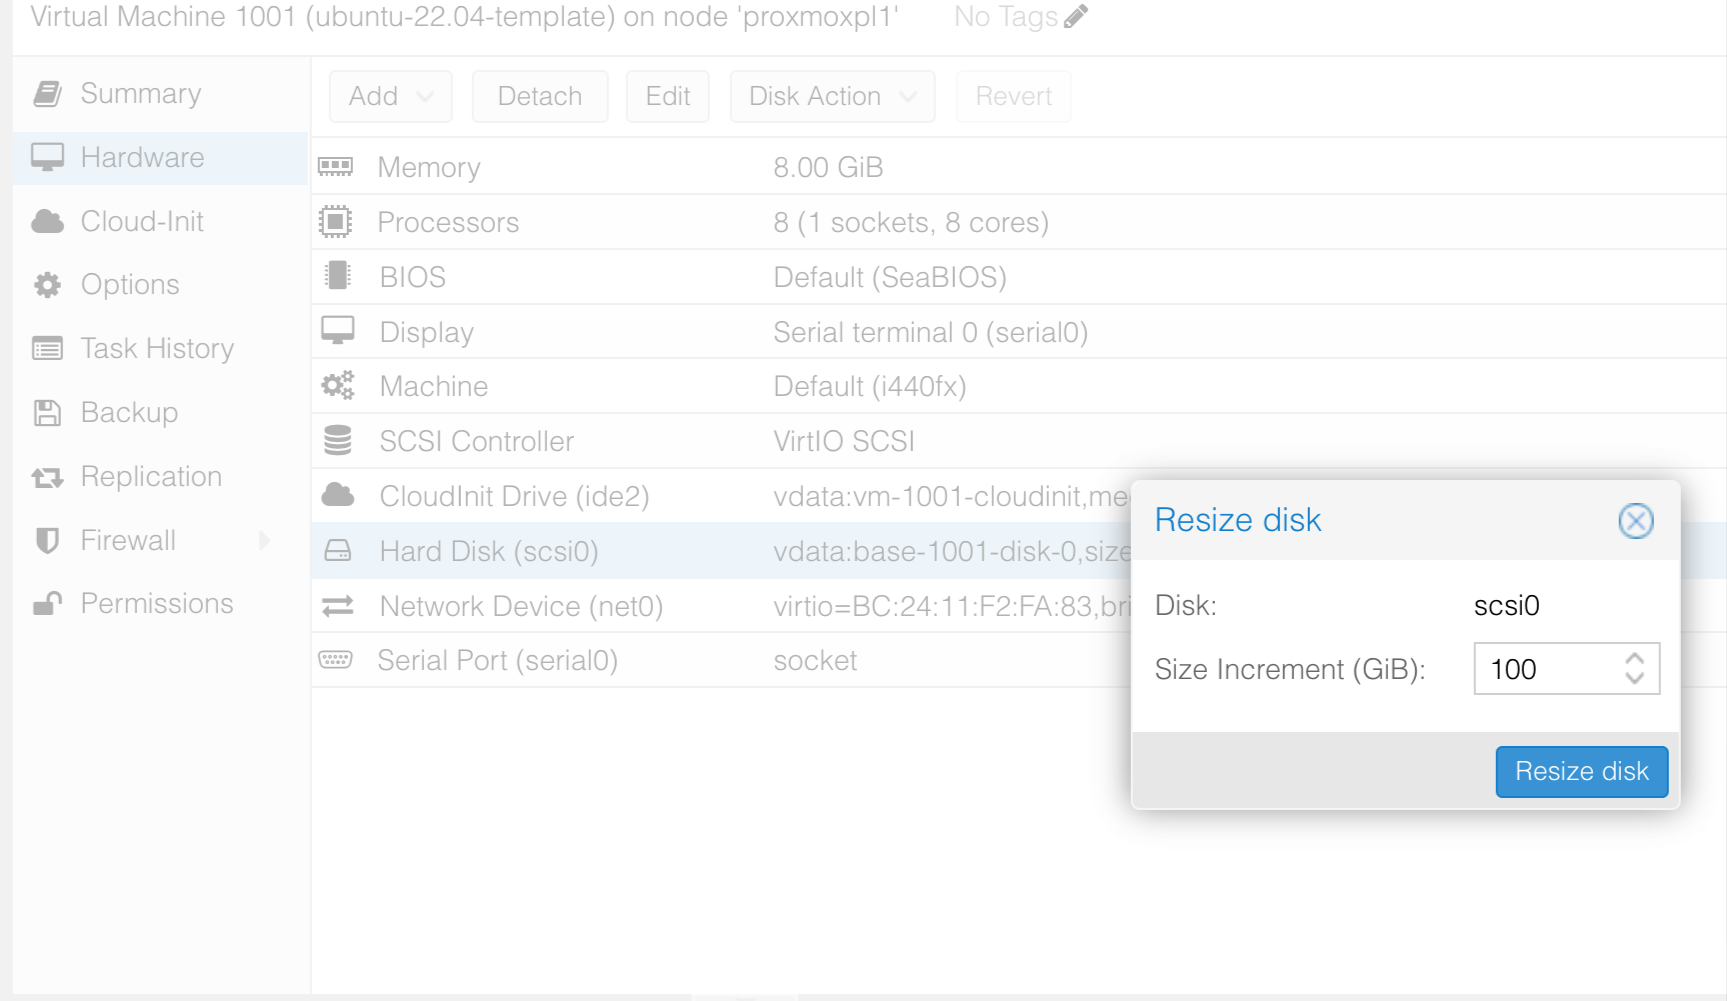 Virtual Machine 1001 (ubuntu-22.04-template) on node 'proxmoxpl1' No Tags
Summary
Hardware
Cloud-Init
Options
Task History
Backup
Replication
Firewall
Permissions
Add Detach Edit Disk Action Revert
Memory 8.00 GiB
Processors 8 (1 sockets, 8 cores)
BIOS Default (SeaBIOS)
Display Serial terminal 0 (serial0)
Machine Default (i440fx)
SCSI Controller VirtIO SCSI
CloudInit Drive (ide2) vdata:vm-1001-cloudinit,me
Hard Disk (scsi0) vdata:base-1001-disk-0,size
Network Device (net0) virtio=BC:24:11:F2:FA:83,bri
Serial Port (serial0) socket
Resize disk
Disk: scsi0
Size Increment (GiB): 100
Resize disk